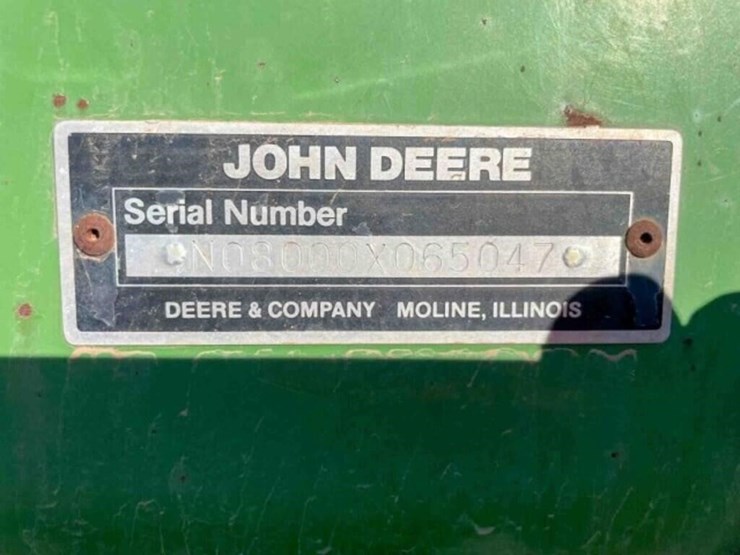 JOHN DEERE
Serial Number
N08000X065047
DEERE & COMPANY MOLINE, ILLINOIS